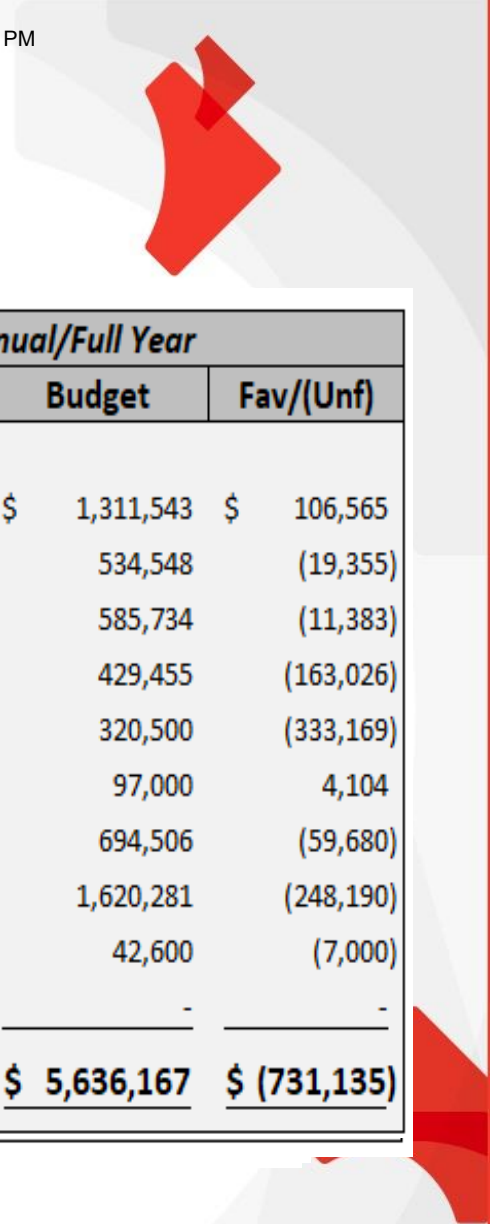 PM
nual/Full Year
Budget Fav/(Unf)
$ 1,311,543 $ 106,565
534,548 (19,355)
585,734 (11,383)
429,455 (163,026)
320,500 (333,169)
97,000 4,104
694,506 (59,680)
1,620,281 (248,190)
42,600 (7,000)
- -
$ 5,636,167 $ (731,135)